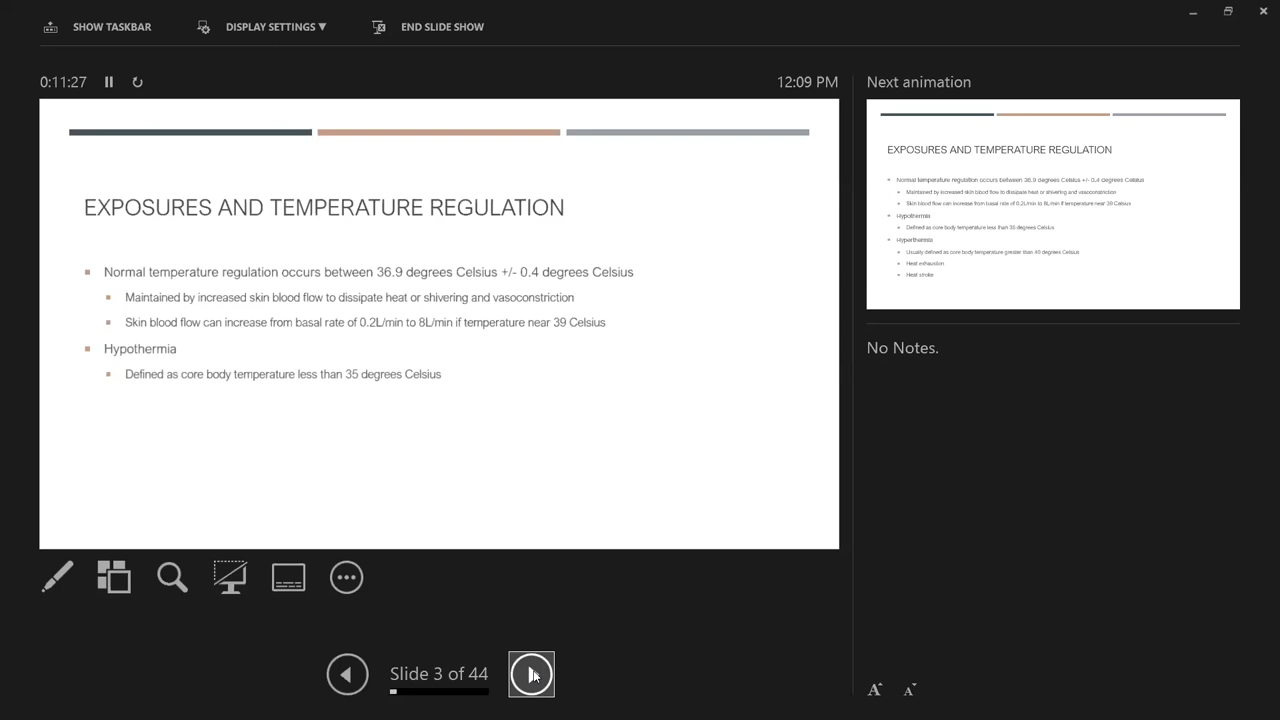 SHOW TASKBAR
DISPLAY SETTINGS ▼
END SLIDE SHOW
0:11:27
12:09 PM
EXPOSURES AND TEMPERATURE REGULATION
Normal temperature regulation occurs between 36.9 degrees Celsius +/- 0.4 degrees Celsius
Maintained by increased skin blood flow to dissipate heat or shivering and vasoconstriction
Skin blood flow can increase from basal rate of 0.2L/min to 8L/min if temperature near 39 Celsius
Hypothermia
Defined as core body temperature less than 35 degrees Celsius
Next animation
EXPOSURES AND TEMPERATURE REGULATION
Normal temperature regulation occurs between 36.9 degrees Celsius +/- 0.4 degrees Celsius
Maintained by increased skin blood flow to dissipate heat or shivering and vasoconstriction
Skin blood flow can increase from basal rate of 0.2L/min to 8L/min if temperature near 39 Celsius
Hypothermia
Defined as core body temperature less than 35 degrees Celsius
Hyperthermia
Usually defined as core body temperature greater than 40 degrees Celsius
Heat exhaustion
Heat stroke
No Notes.
Slide 3 of 44
A A